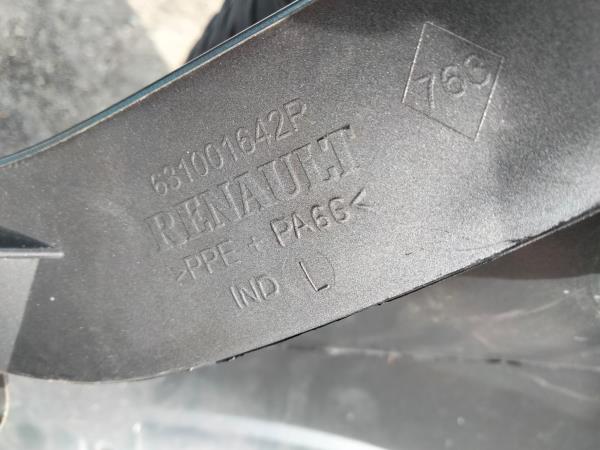 76C
631001642R
RENAULT
>PPE + PA66<
IND L